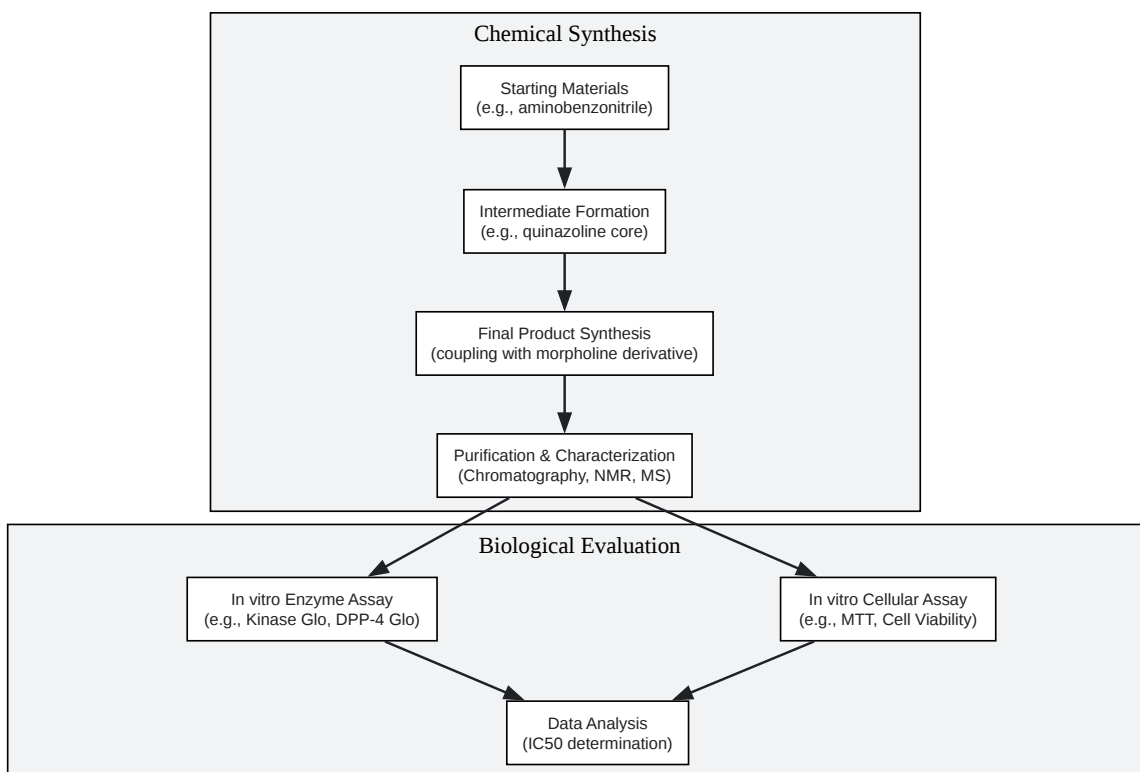 Chemical Synthesis
Starting Materials
(e.g., aminobenzonitrile)
Intermediate Formation
(e.g., quinazoline core)
Final Product Synthesis
(coupling with morpholine derivative)
Purification & Characterization
(Chromatography, NMR, MS)
Biological Evaluation
In vitro Enzyme Assay
(e.g., Kinase Glo, DPP-4 Glo)
In vitro Cellular Assay
(e.g., MTT, Cell Viability)
Data Analysis
(IC50 determination)